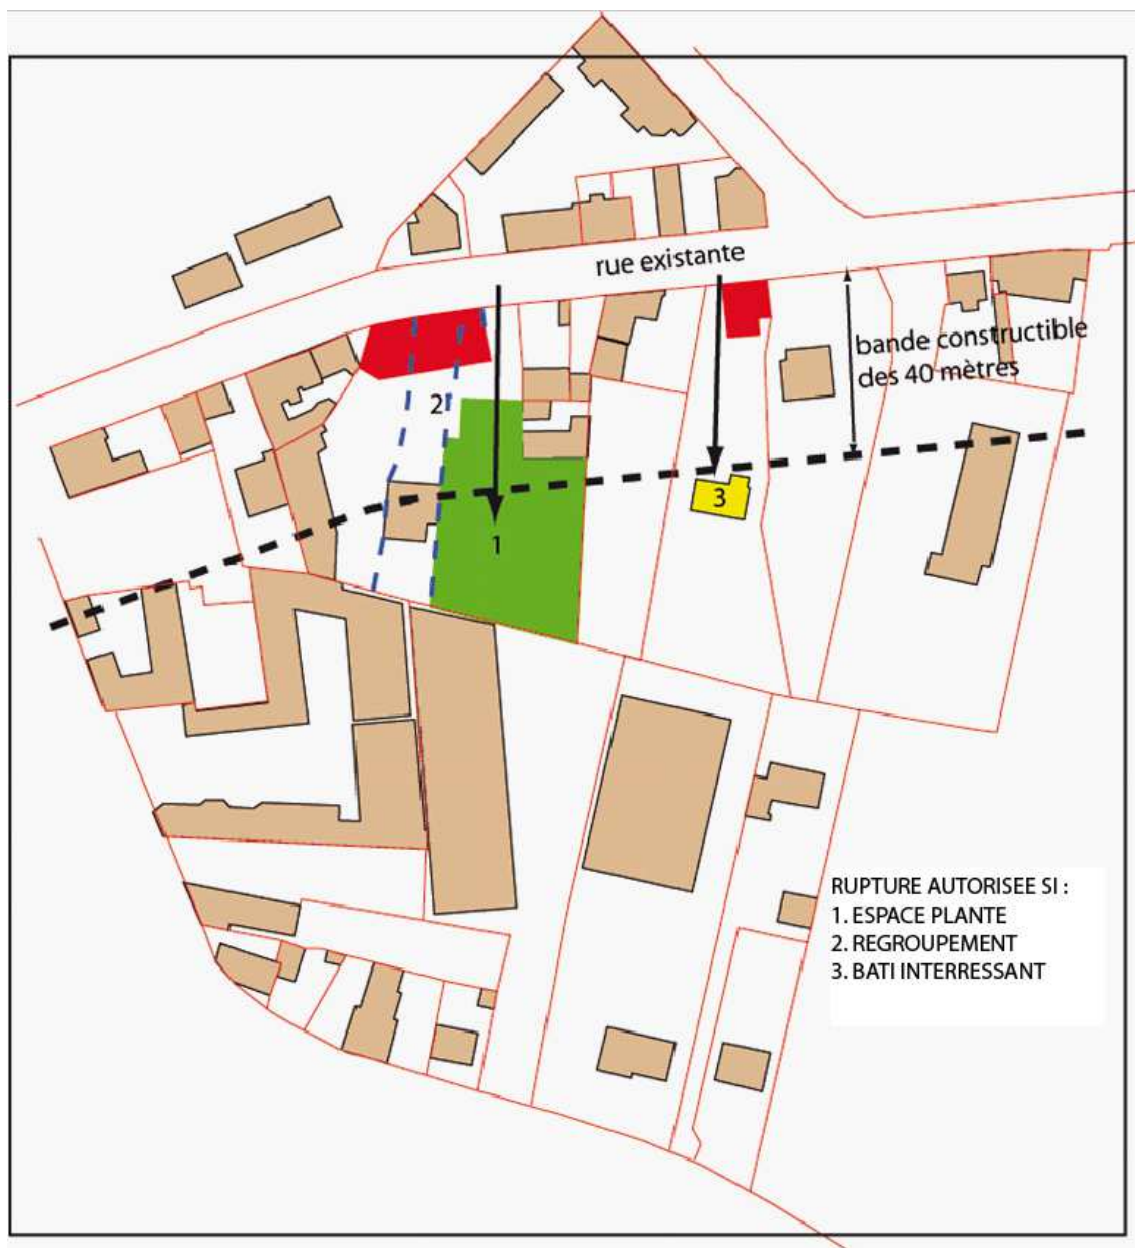 rue existante
bande constructible
des 40 mètres
2
3
1
RUPTURE AUTORISEE SI :
1. ESPACE PLANTE
2. REGROUPEMENT
3. BATI INTERRESSANT